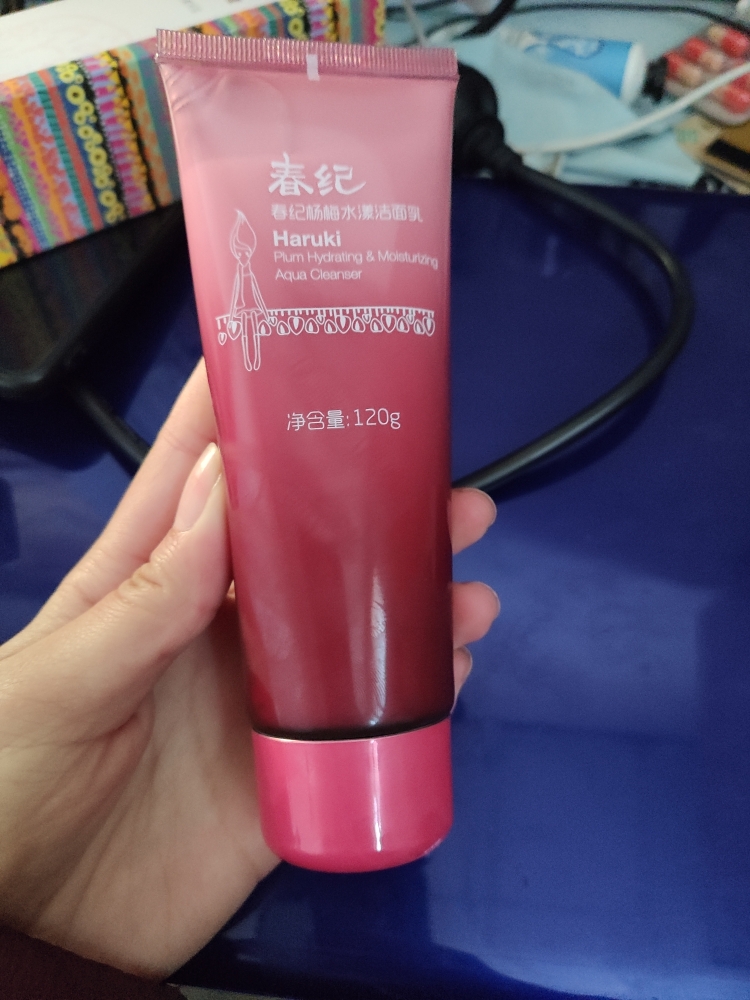 春纪
春纪杨梅水漾洁面乳
Haruki
Plum Hydrating & Moisturizing
Aqua Cleanser
净含量:120g